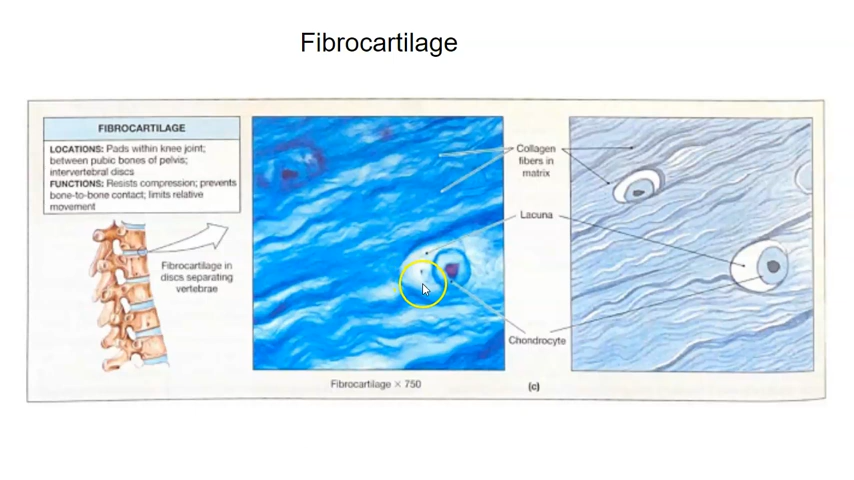 Fibrocartilage
FIBROCARTILAGE
LOCATIONS: Pads within knee joint;
between pubic bones of pelvis;
intervertebral discs
FUNCTIONS: Resists compression; prevents
bone-to-bone contact; limits relative
movement
Fibrocartilage in
discs separating
vertebrae
Collagen
fibers in
matrix
Lacuna
Chondrocyte
Fibrocartilage × 750
(c)